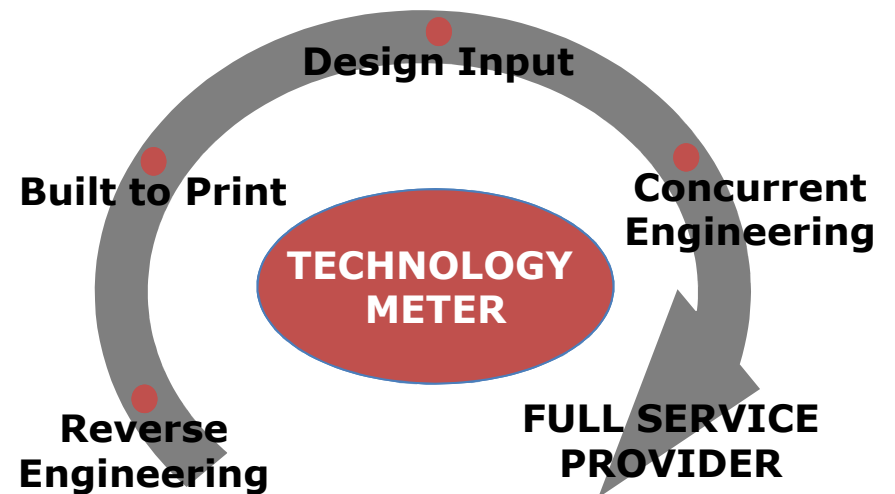 Design Input
Built to Print
Concurrent
Engineering
TECHNOLOGY
METER
Reverse
Engineering
FULL SERVICE
PROVIDER